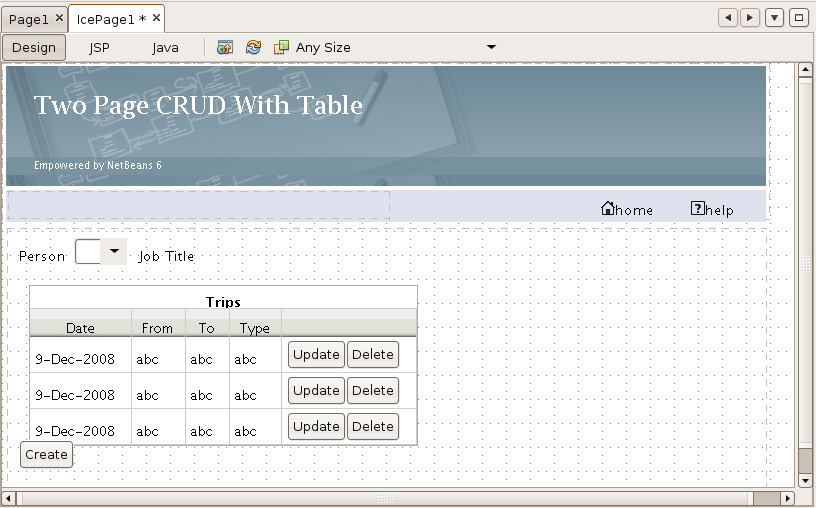 Page1 IcePage1 *
Design JSP Java Any Size
Two Page CRUD With Table
Empowered by NetBeans 6
home help
Person Job Title
Trips
Date From To Type
9-Dec-2008 abc abc abc Update Delete
9-Dec-2008 abc abc abc Update Delete
9-Dec-2008 abc abc abc Update Delete
Create